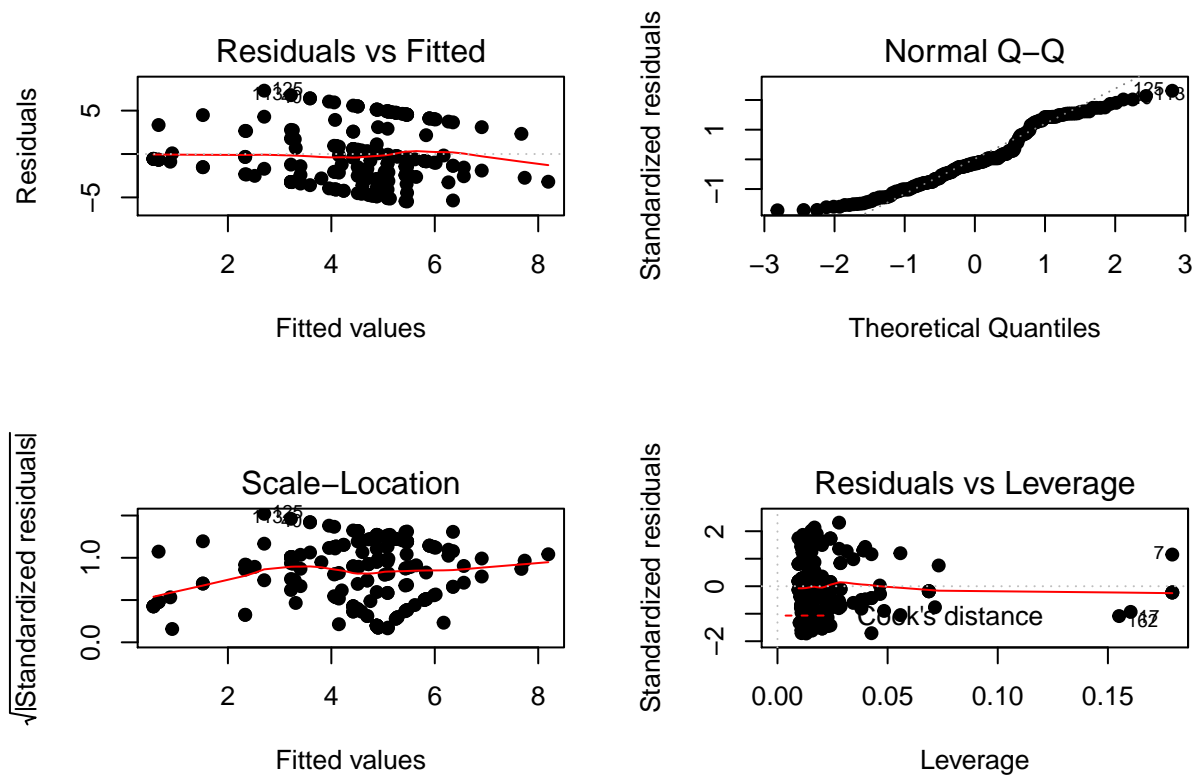 Residuals vs Fitted
Residuals
5
−5
2 4 6 8
Fitted values
Normal Q−Q
Standardized residuals
1
−1
125
113
−3 −2 −1 0 1 2 3
Theoretical Quantiles
Scale−Location
√|Standardized residuals|
1.0
0.0
2 4 6 8
Fitted values
Residuals vs Leverage
Standardized residuals
2
0
−2
7
162
Cook's distance
0.00 0.05 0.10 0.15
Leverage